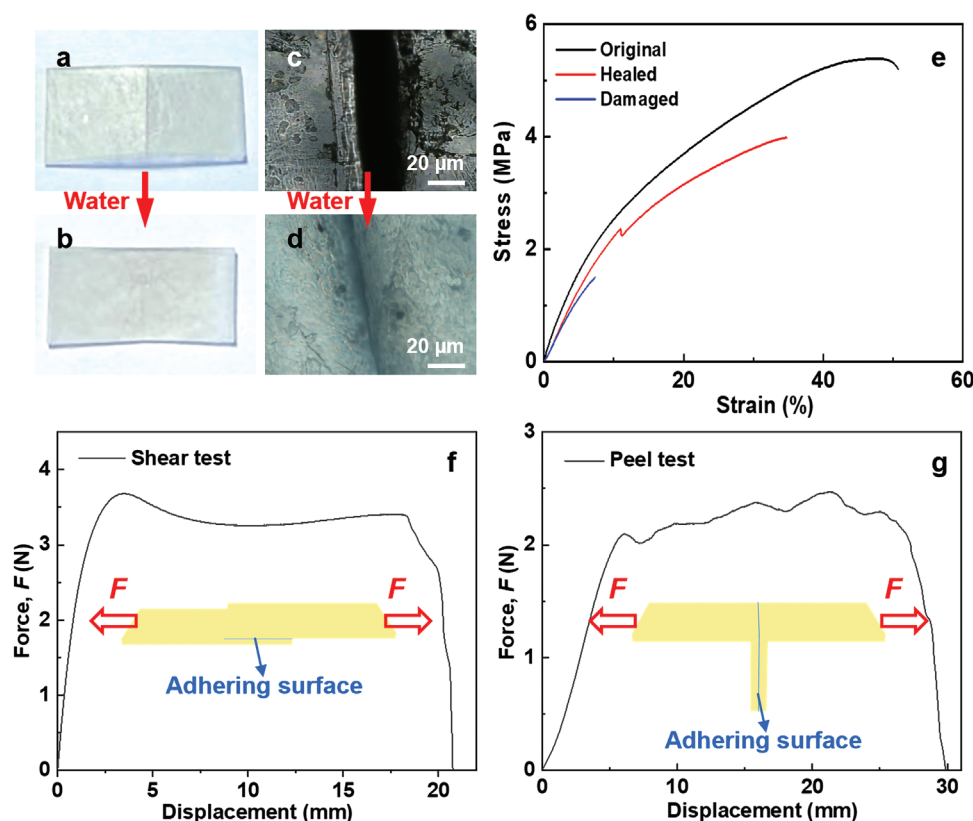 a
c
20 μm
Water
Water
b
d
20 μm
6
4
2
0
0
20
40
60
Stress (MPa)
Strain (%)
Original
Healed
Damaged
e
4
3
2
1
0
0
5
10
15
20
Force, F (N)
Displacement (mm)
Shear test
f
F
F
Adhering surface
3
2
1
0
0
10
20
30
Force, F (N)
Displacement (mm)
Peel test
g
F
F
Adhering surface